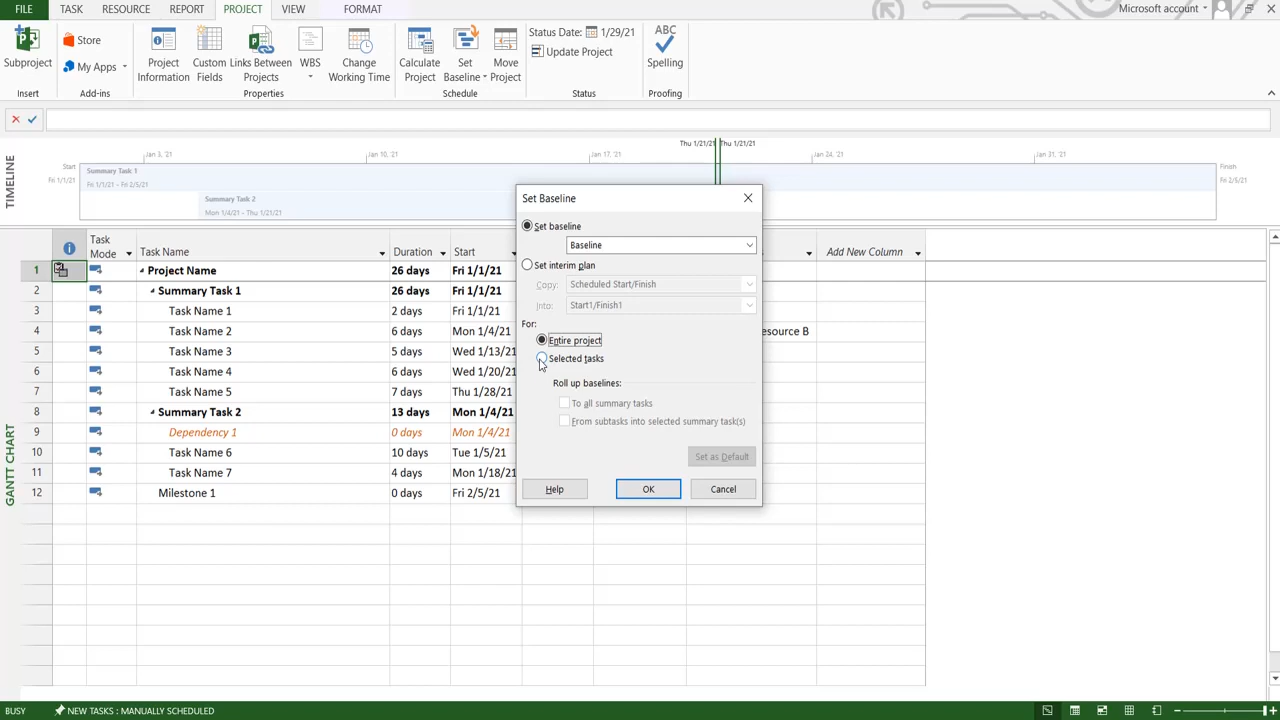 FILE TASK RESOURCE REPORT PROJECT VIEW FORMAT Microsoft account
Subproject
Insert
Store
My Apps
Add-ins
Project Information
Custom Fields
Links Between Projects
WBS
Change Working Time
Properties
Calculate Project
Set Baseline
Move Project
Schedule
Status Date: 1/29/21
Update Project
Status
ABC
Spelling
Proofing
TIMELINE
Thu 1/21/21 Thu 1/21/21
Jan 3, '21 Jan 10, '21 Jan 17, '21 Jan 24, '21 Jan 31, '21
Start
Fri 1/1/21
Summary Task 1
Fri 1/1/21 - Fri 2/5/21
Summary Task 2
Mon 1/4/21 - Thu 1/21/21
Finish
Fri 2/5/21
GANTT CHART
Task Mode Task Name Duration Start Add New Column
1 Project Name 26 days Fri 1/1/21
2 Summary Task 1 26 days Fri 1/1/21
3 Task Name 1 2 days Fri 1/1/21
4 Task Name 2 6 days Mon 1/4/21 esource B
5 Task Name 3 5 days Wed 1/13/21
6 Task Name 4 6 days Wed 1/20/21
7 Task Name 5 7 days Thu 1/28/21
8 Summary Task 2 13 days Mon 1/4/21
9 Dependency 1 0 days Mon 1/4/21
10 Task Name 6 10 days Tue 1/5/21
11 Task Name 7 4 days Mon 1/18/21
12 Milestone 1 0 days Fri 2/5/21
Set Baseline
Set baseline
Baseline
Set interim plan
Copy: Scheduled Start/Finish
Into: Start1/Finish1
For:
Entire project
Selected tasks
Roll up baselines:
To all summary tasks
From subtasks into selected summary task(s)
Set as Default
Help OK Cancel
BUSY NEW TASKS : MANUALLY SCHEDULED